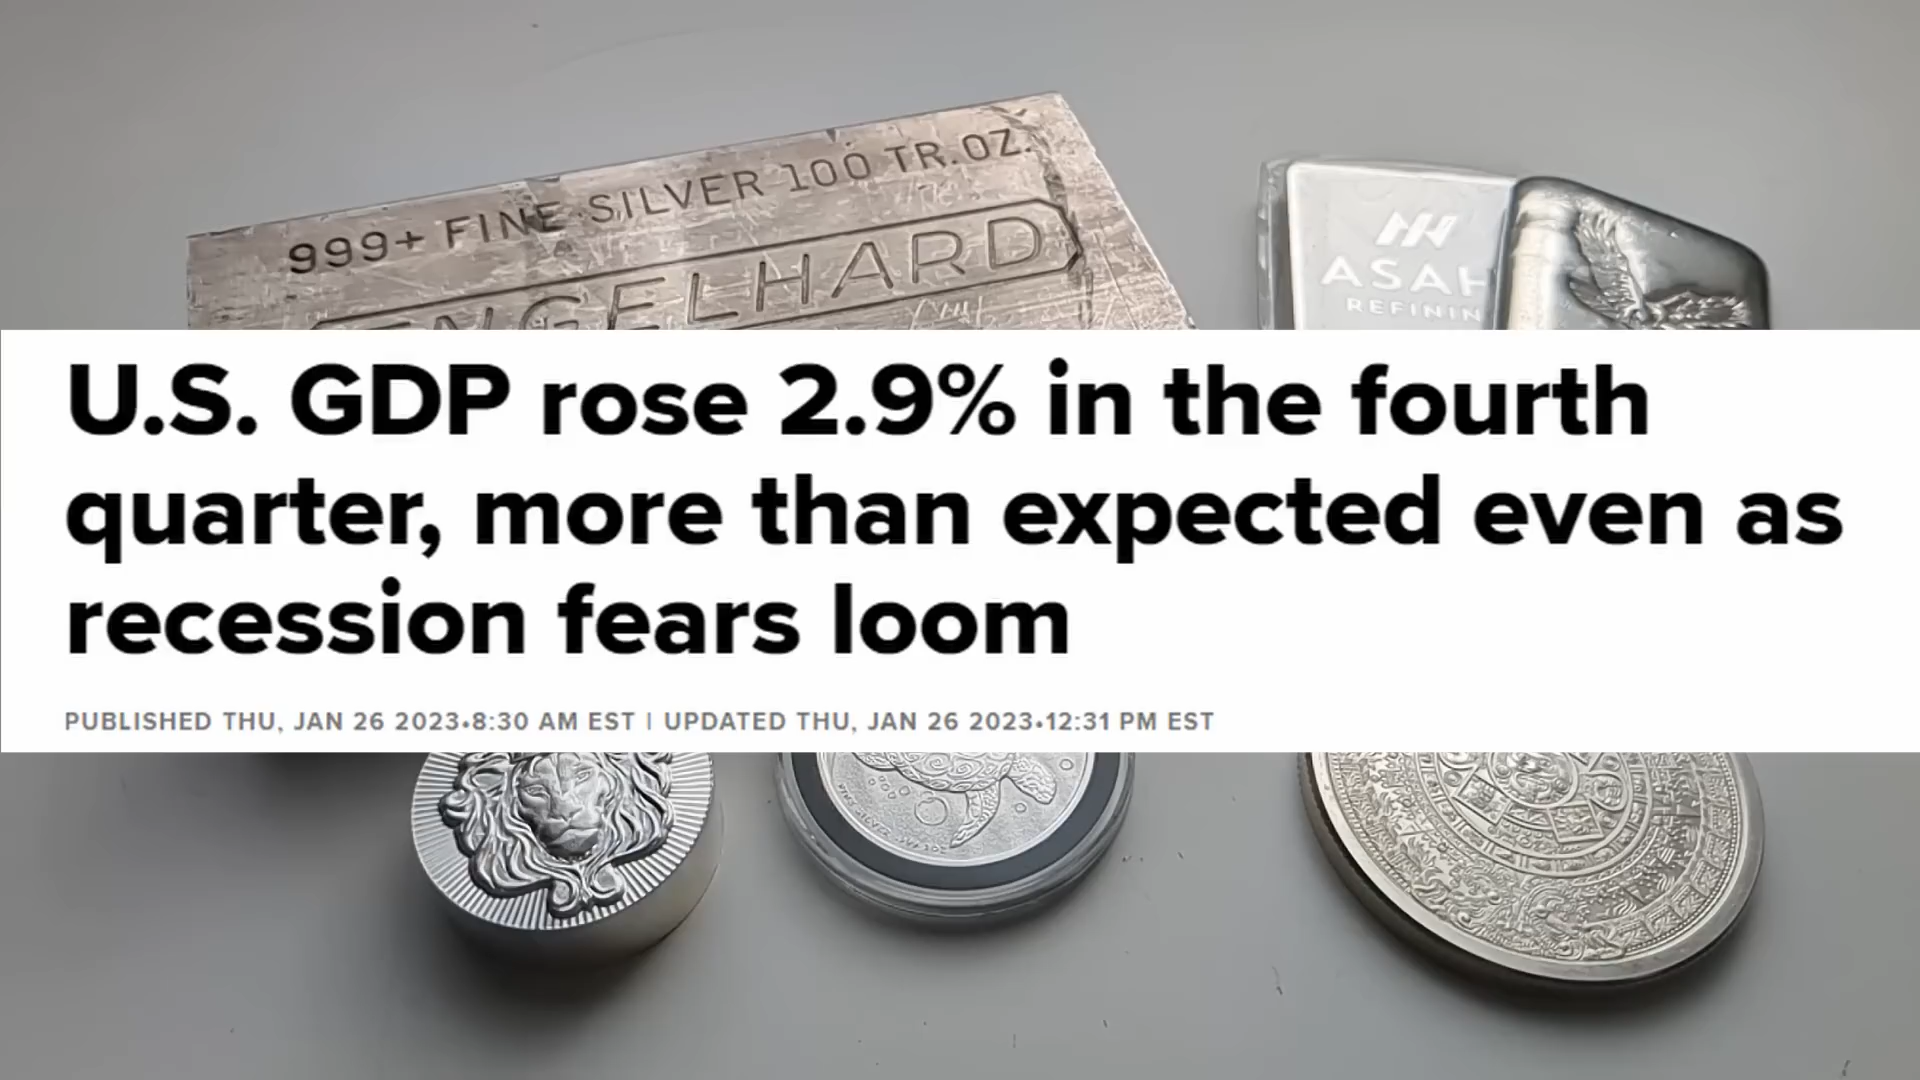 999+ FINE SILVER 100 TR.OZ.
ENGELHARD
ASAH
REFININ
U.S. GDP rose 2.9% in the fourth
quarter, more than expected even as
recession fears loom
PUBLISHED THU, JAN 26 2023•8:30 AM EST | UPDATED THU, JAN 26 2023•12:31 PM EST